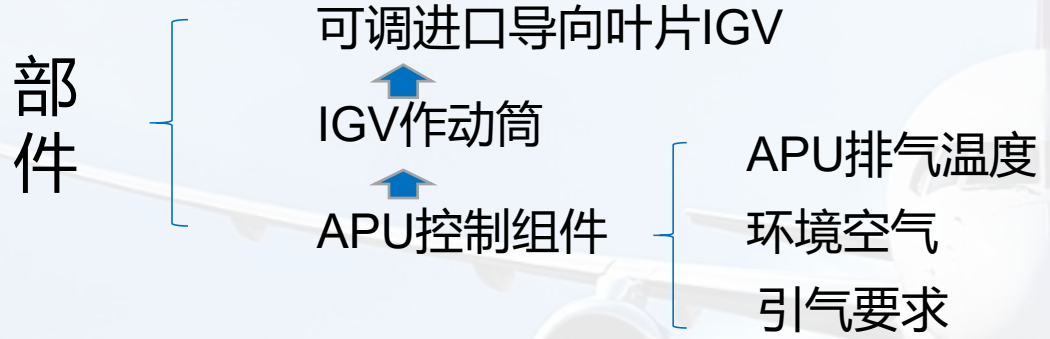 部件
可调进口导向叶片IGV
IGV作动筒
APU控制组件
APU排气温度
环境空气
引气要求